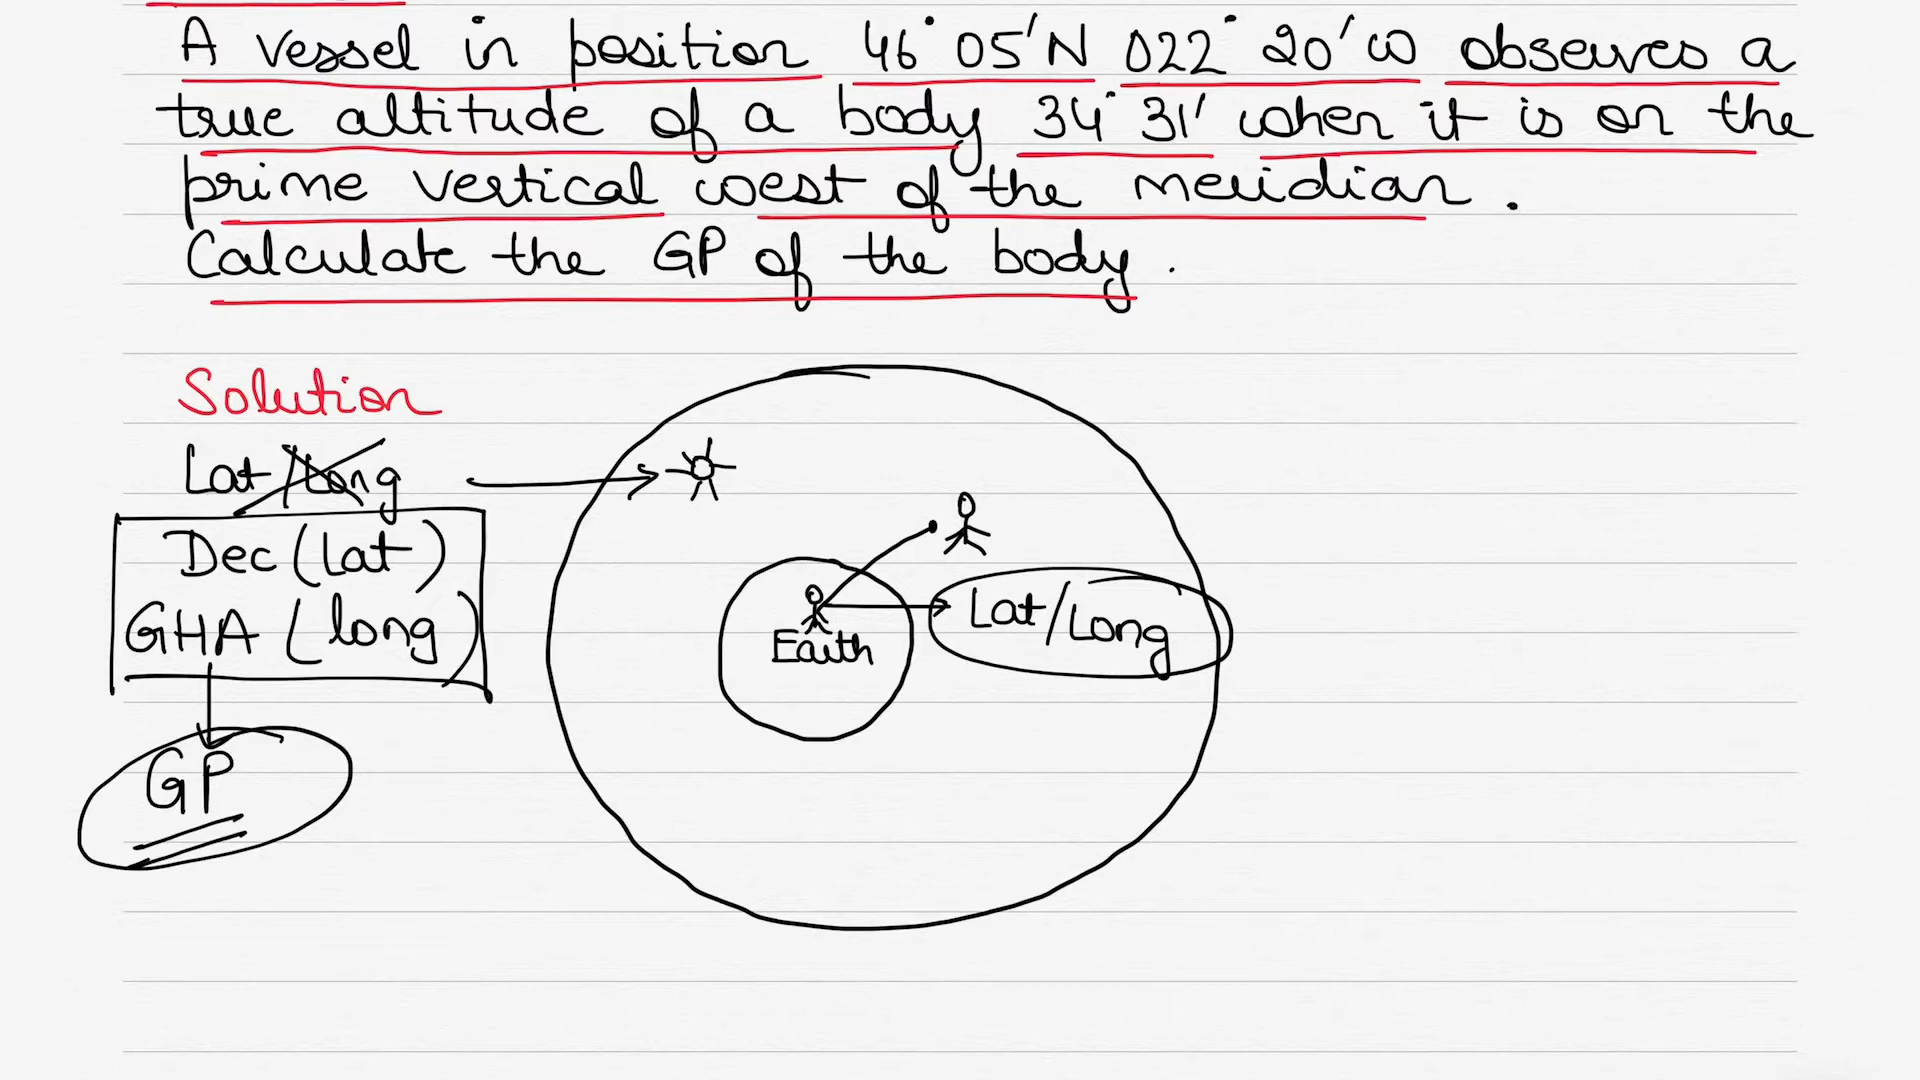 A vessel in position 46° 05'N 022° 20'W observes a
true altitude of a body 34° 31' when it is on the
prime vertical west of the meridian.
Calculate the GP of the body.
Solution
Lat/Long
Dec (Lat)
GHA (long)
GP
Earth
Lat/Long